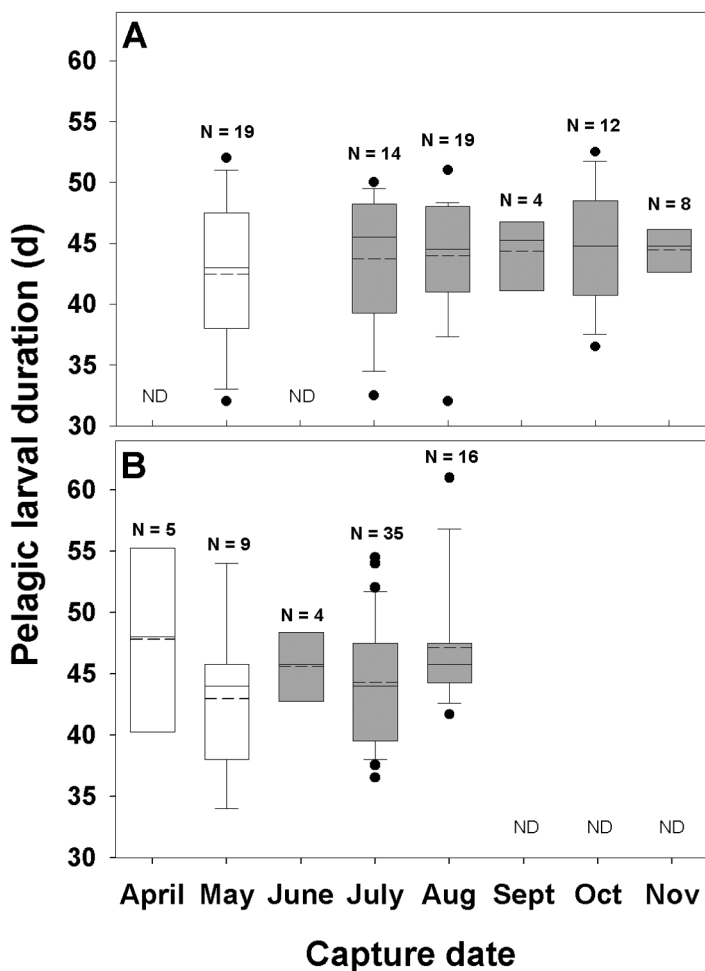 A
60
55
50
45
40
35
30
N = 19
N = 14
N = 19
N = 4
N = 12
N = 8
ND
ND
Pelagic larval duration (d)
B
60
55
50
45
40
35
30
N = 5
N = 9
N = 4
N = 35
N = 16
ND
ND
ND
April May June July Aug Sept Oct Nov
Capture date